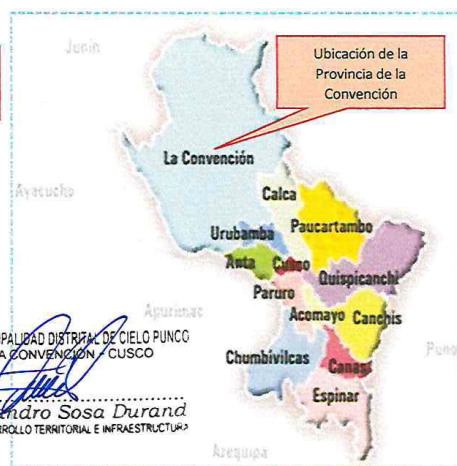 Junín
Ubicación de la
Provincia de la
Convención
La Convención
Ayacucho
Calca
Paucartambo
Urubamba
Anta
Cusco
Quispicanchi
Paruro
Apurimac
Acomayo
Canchis
PALIDAD DISTRITAL DE CIELO PUNCO
A CONVENCIÓN - CUSCO
Puno
Chumbivilcas
Canas
ndro Sosa Durand
RROLLO TERRITORIAL E INFRAESTRUCTURA
Espinar
Arequipa